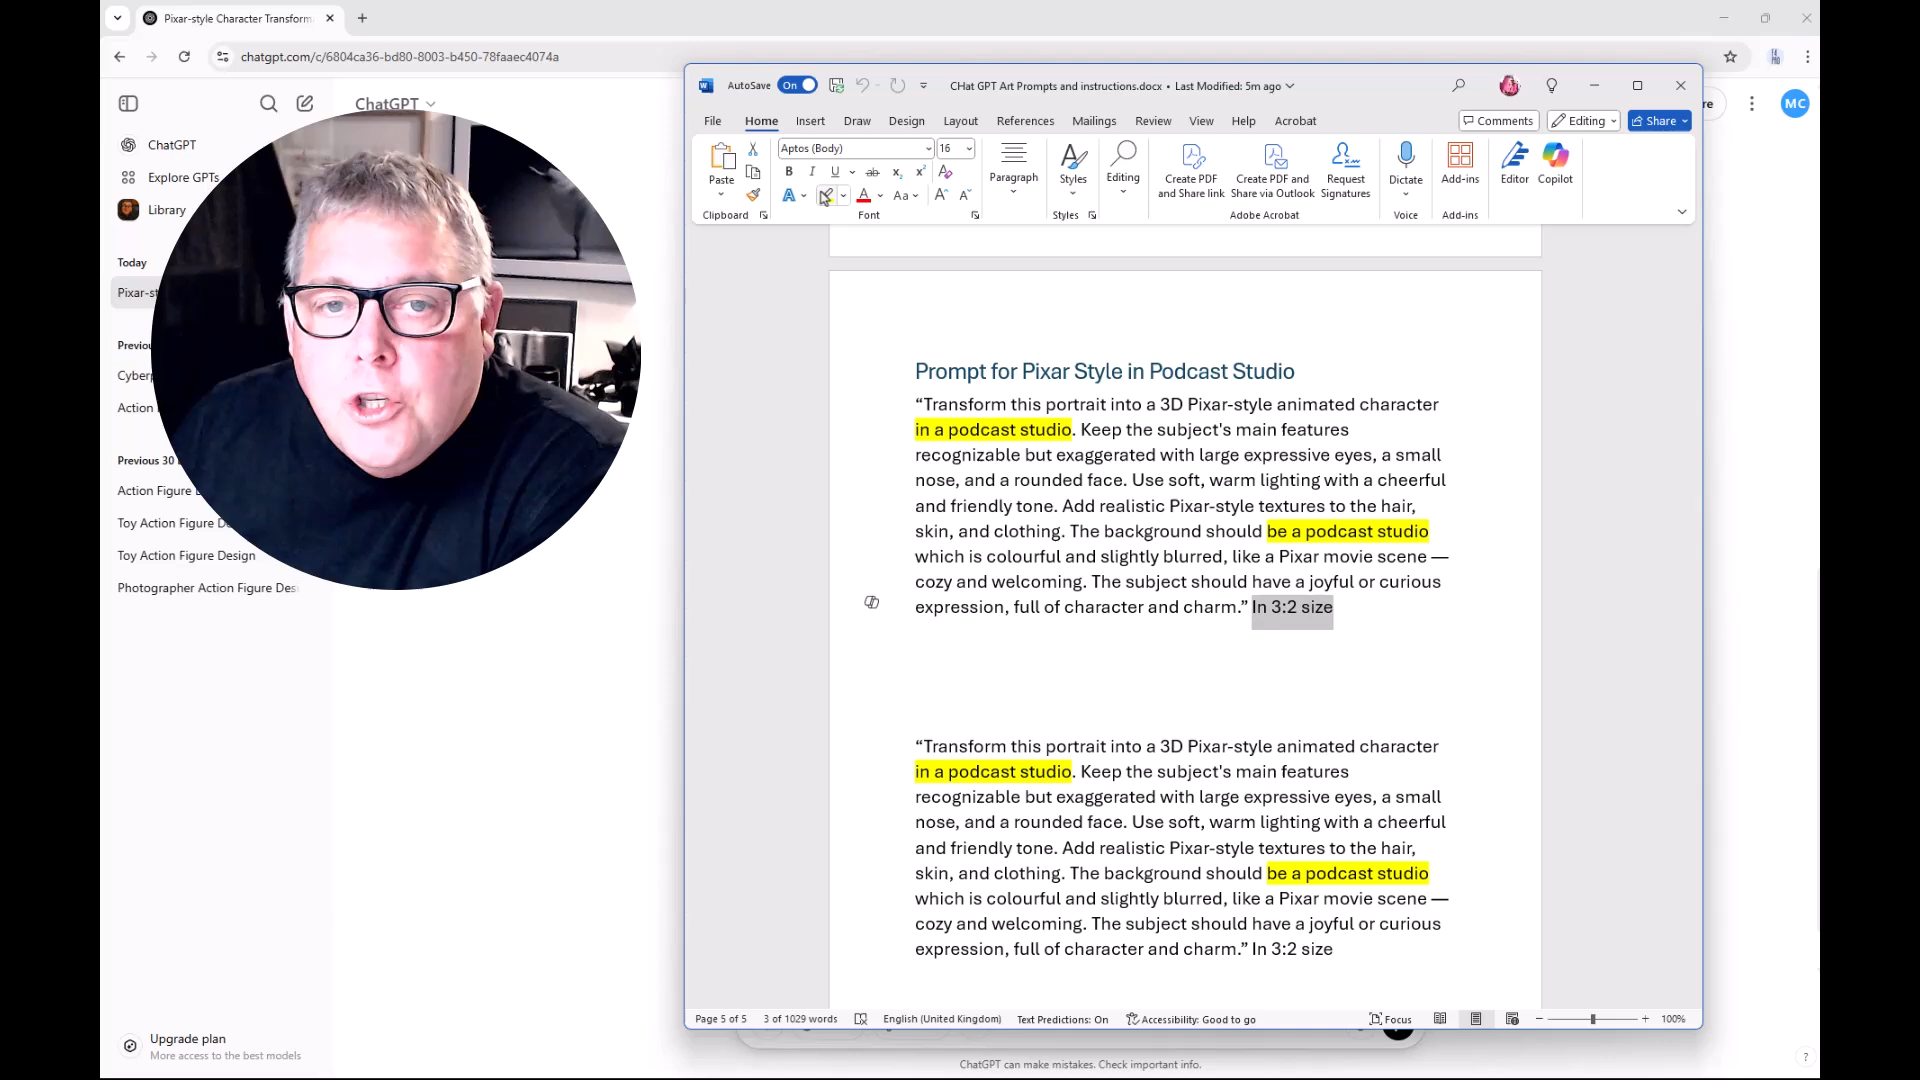 Pixar-style Character Transform
chatgpt.com/c/6804ca36-bd80-8003-b450-78faaec4074a
ChatGPT
MC
ChatGPT
Explore GPTs
Library
Today
Pixar-st
Previou
Cyberp
Action
Previous 30
Action Figure D
Toy Action Figure De
Toy Action Figure Design
Photographer Action Figure Des
Upgrade plan
More access to the best models
AutoSave On CHat GPT Art Prompts and instructions.docx • Last Modified: 5m ago
File Home Insert Draw Design Layout References Mailings Review View Help Acrobat Comments Editing Share
Aptos (Body) 16
Paste
Paragraph
Styles
Editing
Create PDF and Share link
Create PDF and Share via Outlook
Request Signatures
Dictate
Add-ins
Editor
Copilot
Clipboard Font Styles Adobe Acrobat Voice Add-ins
Prompt for Pixar Style in Podcast Studio
“Transform this portrait into a 3D Pixar-style animated character
in a podcast studio. Keep the subject's main features
recognizable but exaggerated with large expressive eyes, a small
nose, and a rounded face. Use soft, warm lighting with a cheerful
and friendly tone. Add realistic Pixar-style textures to the hair,
skin, and clothing. The background should be a podcast studio
which is colourful and slightly blurred, like a Pixar movie scene —
cozy and welcoming. The subject should have a joyful or curious
expression, full of character and charm.” In 3:2 size
“Transform this portrait into a 3D Pixar-style animated character
in a podcast studio. Keep the subject's main features
recognizable but exaggerated with large expressive eyes, a small
nose, and a rounded face. Use soft, warm lighting with a cheerful
and friendly tone. Add realistic Pixar-style textures to the hair,
skin, and clothing. The background should be a podcast studio
which is colourful and slightly blurred, like a Pixar movie scene —
cozy and welcoming. The subject should have a joyful or curious
expression, full of character and charm.” In 3:2 size
Page 5 of 5 3 of 1029 words English (United Kingdom) Text Predictions: On Accessibility: Good to go Focus 100%
ChatGPT can make mistakes. Check important info.